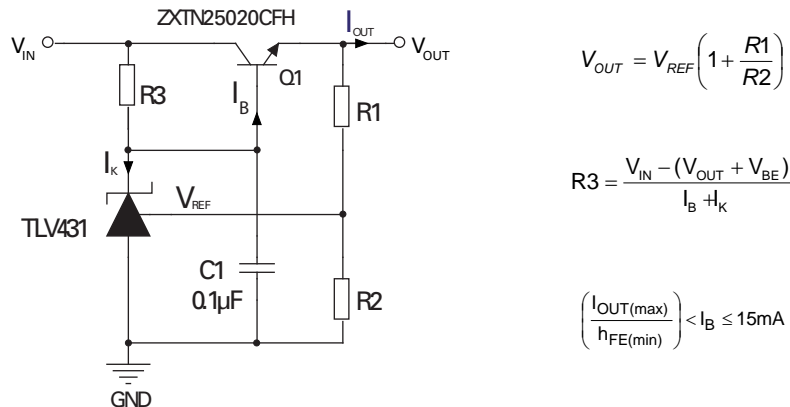 ZXTN25020CFH
V_IN
I_OUT
V_OUT
R3
I_B
Q1
R1
I_K
V_REF
TLV431
C1
0.1µF
R2
GND
V_OUT = V_REF(1 + R1/R2)
R3 = (V_IN − (V_OUT + V_BE))/(I_B + I_K)
(I_OUT(max)/h_FE(min)) < I_B ≤ 15mA